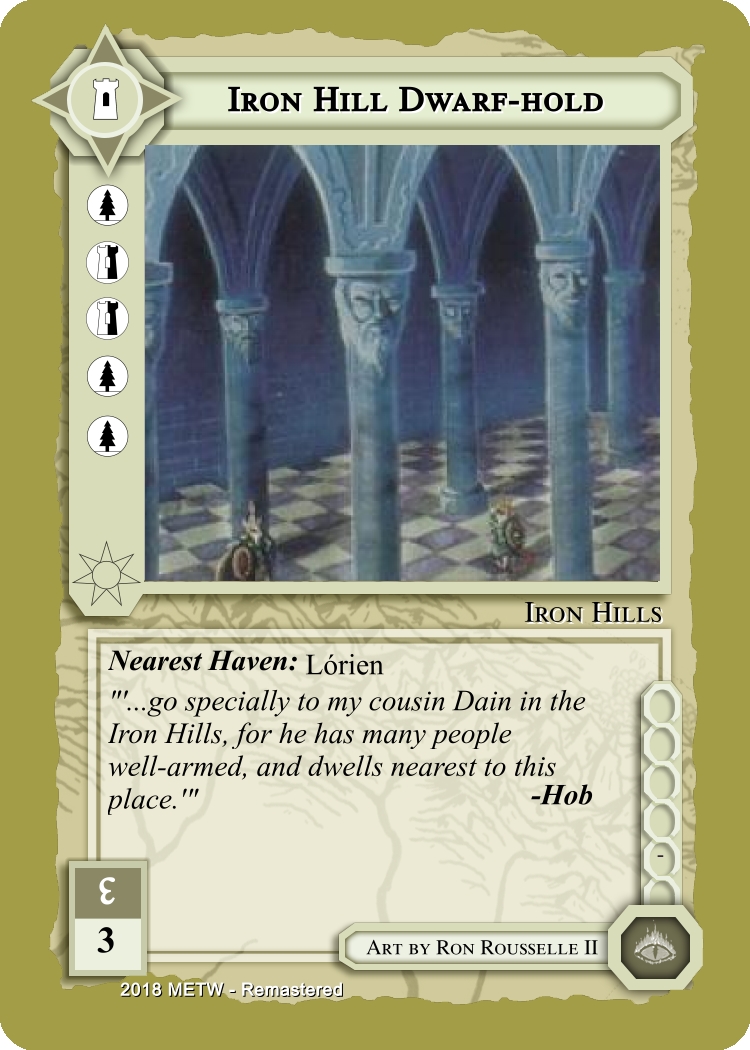 Iron Hill Dwarf-hold
Iron Hills
Nearest Haven: Lórien
"'...go specially to my cousin Dain in the
Iron Hills, for he has many people
well-armed, and dwells nearest to this
place.'"
-Hob
-
3
3
Art by Ron Rousselle II
2018 METW - Remastered